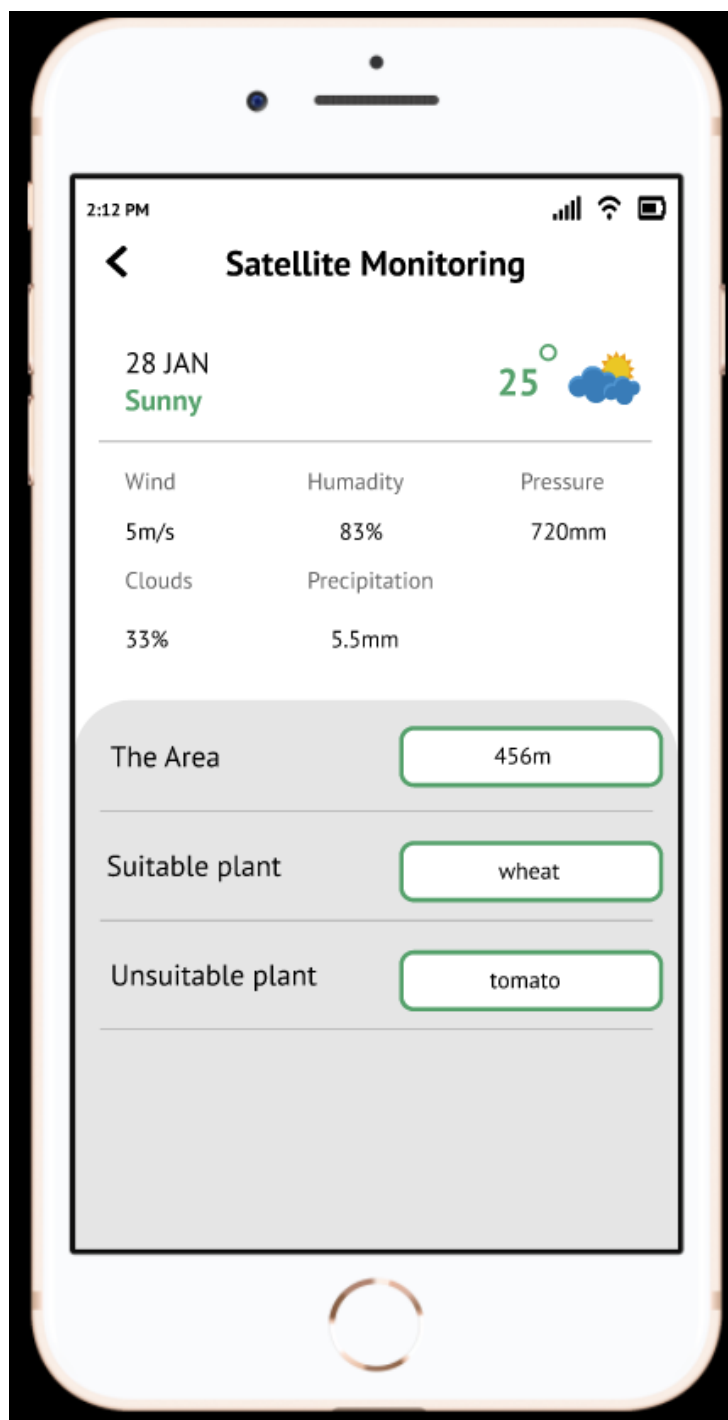 2:12 PM
Satellite Monitoring
28 JAN
Sunny
25°
Wind Humadity Pressure
5m/s 83% 720mm
Clouds Precipitation
33% 5.5mm
The Area 456m
Suitable plant wheat
Unsuitable plant tomato